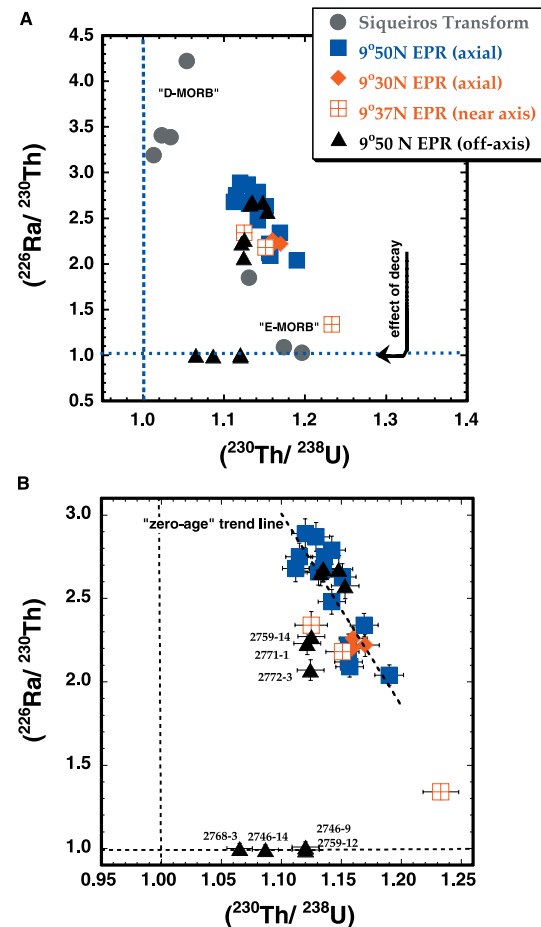 A
Siqueiros Transform
9°50N EPR (axial)
9°30N EPR (axial)
9°37N EPR (near axis)
9°50 N EPR (off-axis)
"D-MORB"
"E-MORB"
effect of decay
5.0
4.5
4.0
3.5
3.0
2.5
2.0
1.5
1.0
0.5
(²²⁶Ra/ ²³⁰Th)
1.0 1.1 1.2 1.3 1.4
(²³⁰Th/ ²³⁸U)
B
"zero-age" trend line
3.0
2.5
2.0
1.5
1.0
(²²⁶Ra/ ²³⁰Th)
2759-14
2771-1
2772-3
2768-3 2746-14 2746-9
2759-12
0.95 1.00 1.05 1.10 1.15 1.20 1.25
(²³⁰Th/ ²³⁸U)